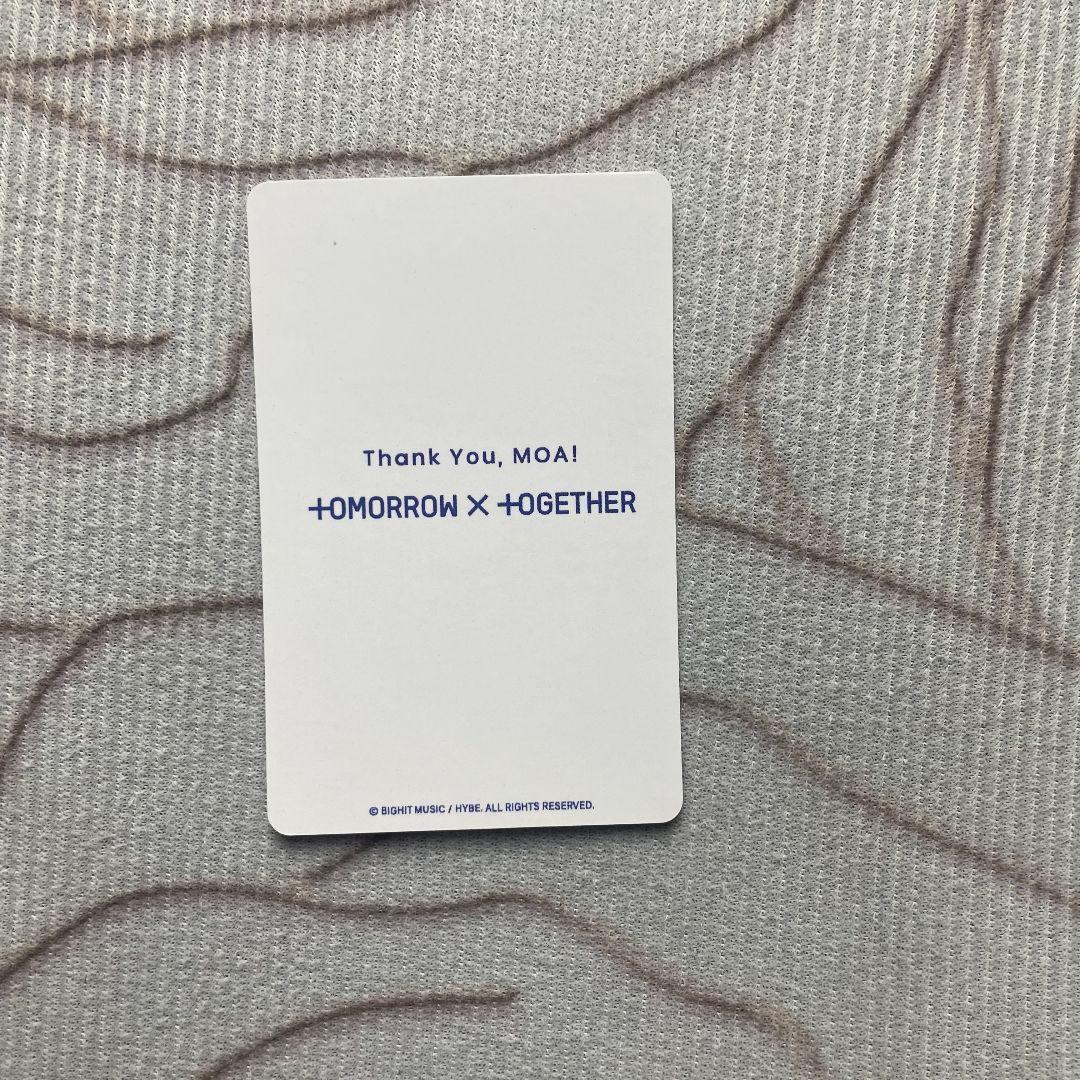 Thank You, MOA!
TOMORROW X TOGETHER
© BIGHIT MUSIC / HYBE. ALL RIGHTS RESERVED.